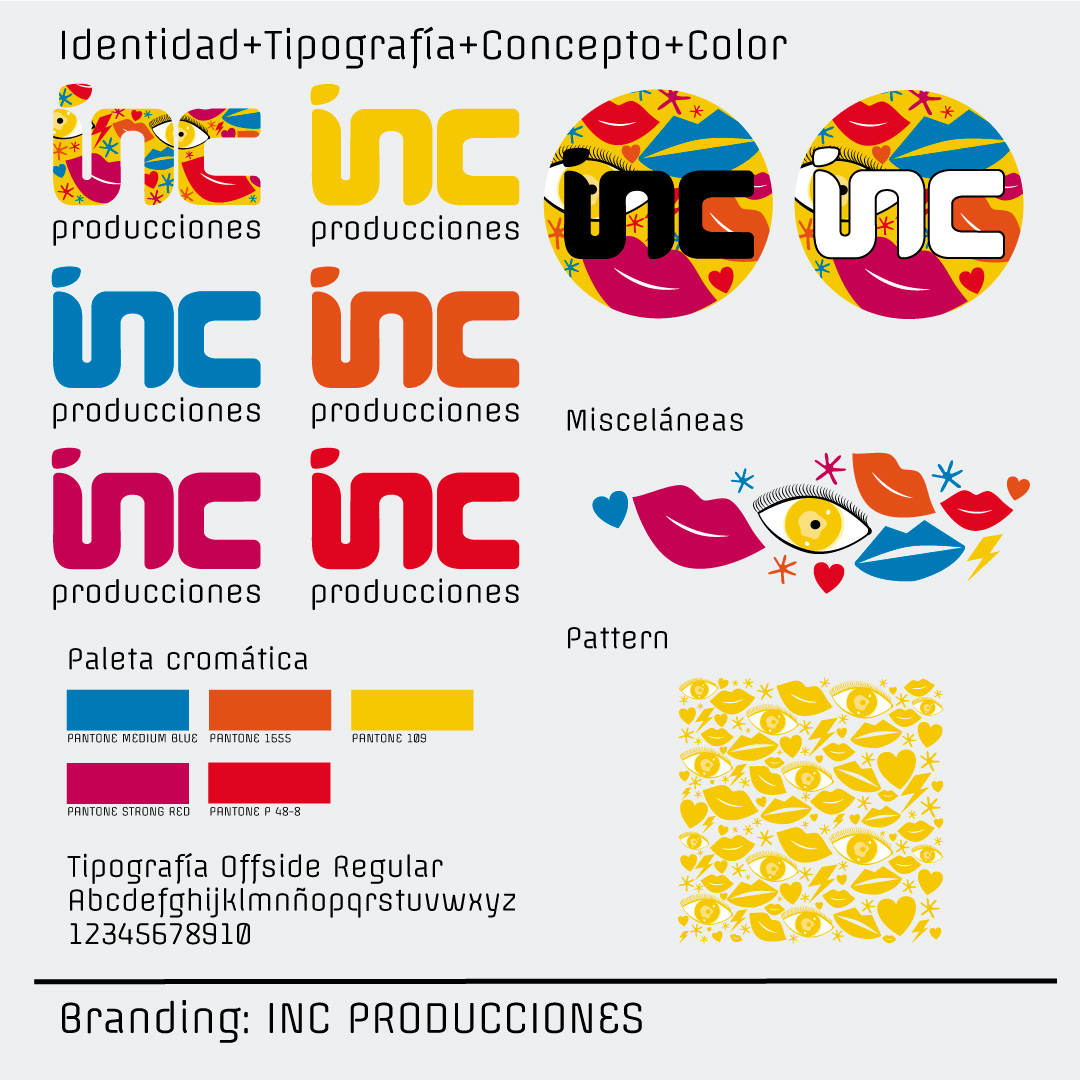 Identidad+Tipografía+Concepto+Color
inc
producciones
inc
producciones
inc
inc
inc
producciones
inc
producciones
Misceláneas
inc
producciones
inc
producciones
Pattern
Paleta cromática
PANTONE MEDIUM BLUE
PANTONE 1655
PANTONE 109
PANTONE STRONG RED
PANTONE P 48-8
Tipografía Offside Regular
Abcdefghijklmnñopqrstuvwxyz
12345678910
Branding: INC PRODUCCIONES